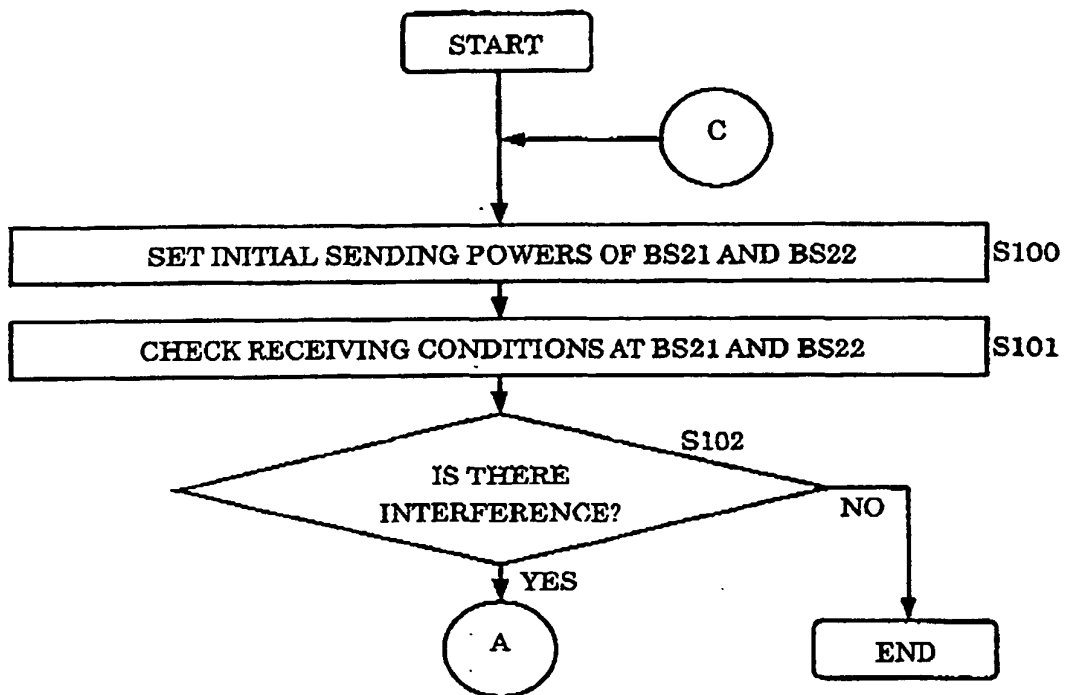 START
C
SET INITIAL SENDING POWERS OF BS21 AND BS22
S100
CHECK RECEIVING CONDITIONS AT BS21 AND BS22
S101
S102
IS THERE
INTERFERENCE?
NO
YES
A
END